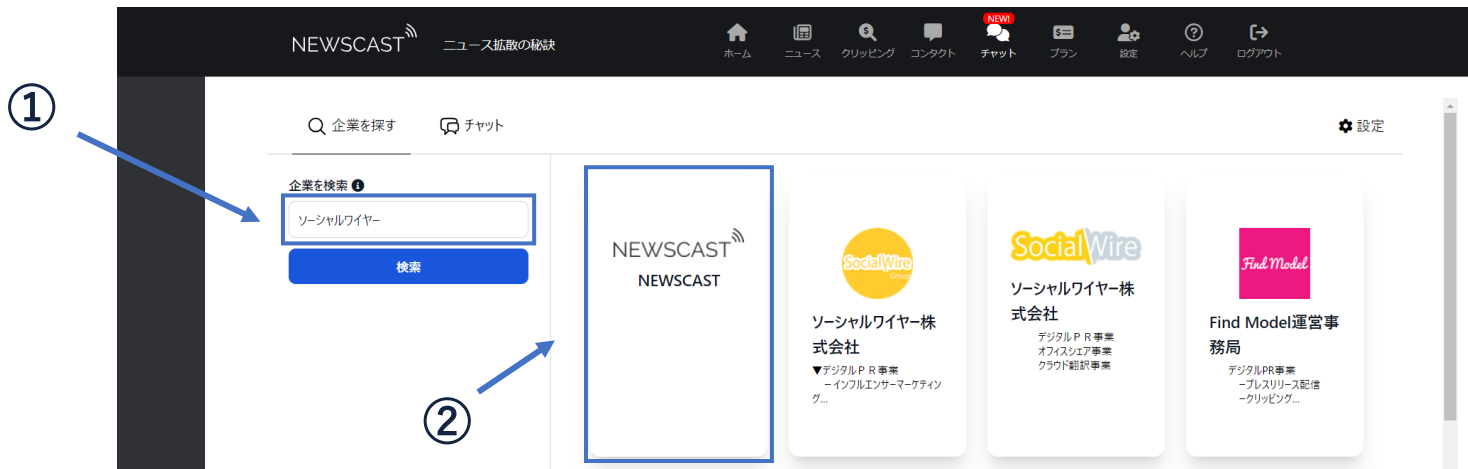 NEWSCAST
ニュース拡散の秘訣
NEW!
ホーム
ニュース
クリッピング
コンタクト
チャット
プラン
設定
ヘルプ
ログアウト
①
企業を探す
チャット
設定
企業を検索
ソーシャルワイヤー
検索
②
NEWSCAST
NEWSCAST
SocialWire
Group
ソーシャルワイヤー株
式会社
▼デジタルＰＲ事業
－インフルエンサーマーケティン
グ...
SocialWire
ソーシャルワイヤー株
式会社
デジタルＰＲ事業
オフィスシェア事業
クラウド翻訳事業
Find Model
Find Model運営事
務局
デジタルPR事業
－プレスリリース配信
－クリッピング...